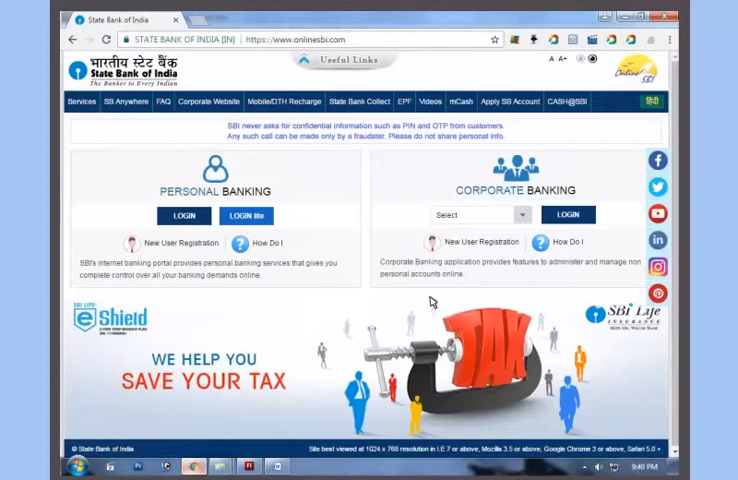 State Bank of India
STATE BANK OF INDIA [IN] https://www.onlinesbi.com
भारतीय स्टेट बैंक
State Bank of India
The Banker to Every Indian
Useful Links
A A+
Online SBI
Services SB Anywhere FAQ Corporate Website Mobile/DTH Recharge State Bank Collect EPF Videos mCash Apply SB Account CASH@SBI हिन्दी
SBI never asks for confidential information such as PIN and OTP from customers.
Any such call can be made only by a fraudster. Please do not share personal info.
PERSONAL BANKING
LOGIN LOGIN lite
New User Registration ? How Do I
SBI's internet banking portal provides personal banking services that gives you
complete control over all your banking demands online.
CORPORATE BANKING
Select LOGIN
New User Registration ? How Do I
Corporate Banking application provides features to administer and manage non
personal accounts online.
SBI LIFE
eShield
WE HELP YOU
SAVE YOUR TAX
TAX
SBI Life
INSURANCE
With Us, You're Sure
© State Bank of India Site best viewed at 1024 x 768 resolution in I.E 7 or above, Mozilla 3.5 or above, Google Chrome 3 or above, Safari 5.0 +
9:40 PM